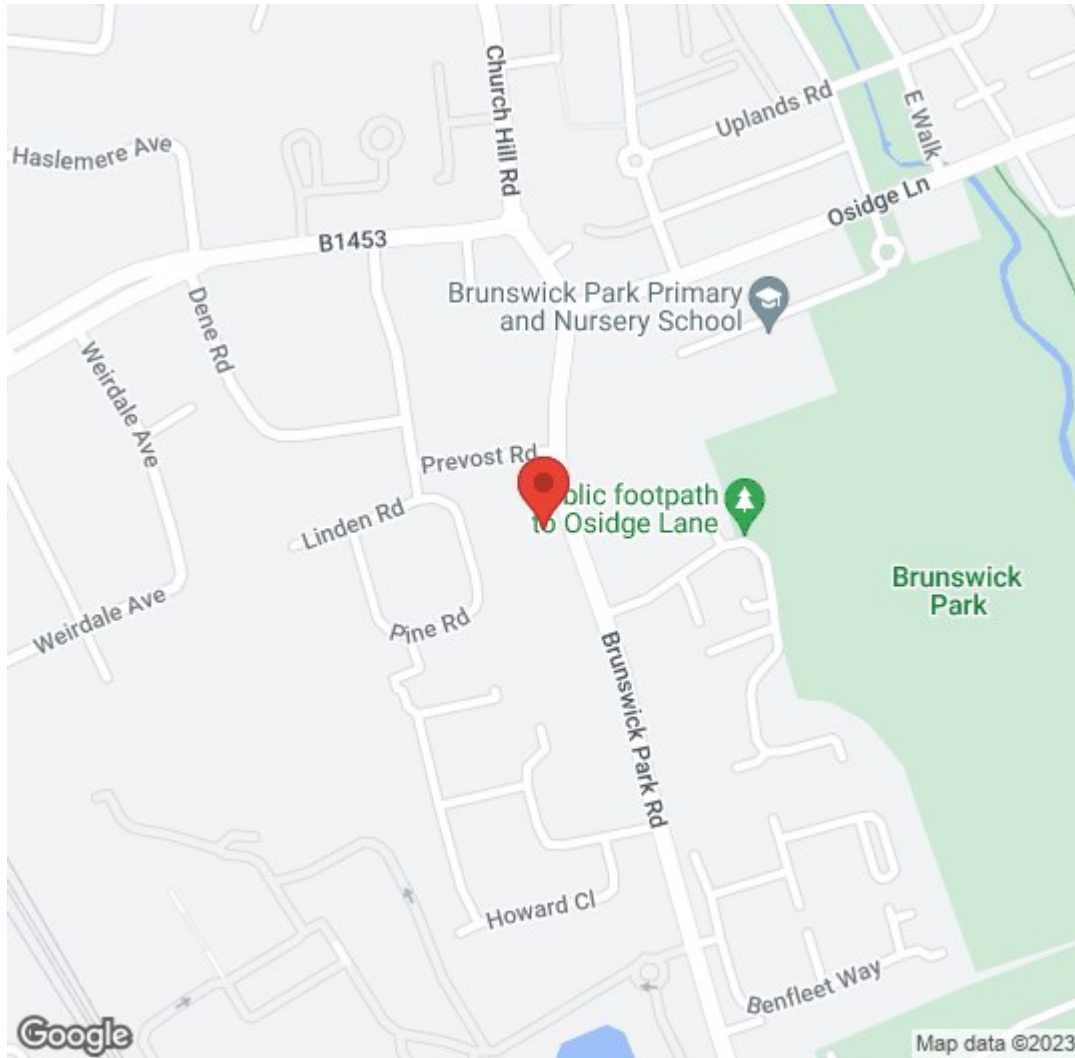 Church Hill Rd
Uplands Rd
E Walk
Haslemere Ave
Osidge Ln
B1453
Brunswick Park Primary
and Nursery School
Dene Rd
Weirdale Ave
Prevost Rd
blic footpath
to Osidge Lane
Linden Rd
Brunswick
Park
Weirdale Ave
Pine Rd
Brunswick Park Rd
Howard Cl
Benfleet Way
Google
Map data ©2023